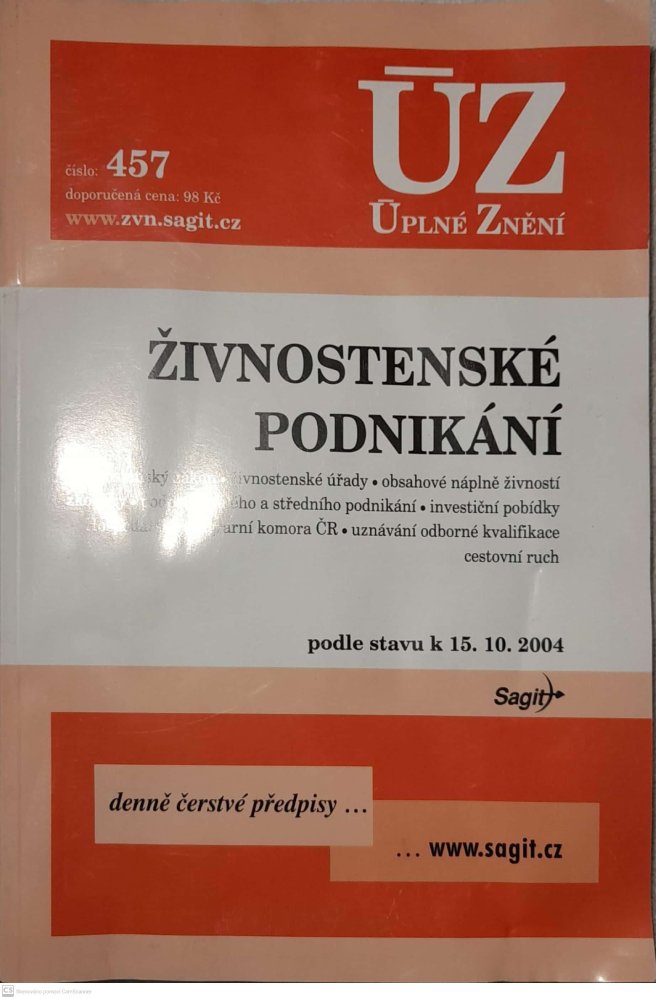 ÚZ
číslo: 457
doporučená cena: 98 Kč
www.zvn.sagit.cz
ÚPLNÉ ZNĚNÍ
ŽIVNOSTENSKÉ
PODNIKÁNÍ
živnostenské úřady • obsahové náplně živností
a středního podnikání • investiční pobídky
komora ČR • uznávání odborné kvalifikace
cestovní ruch
podle stavu k 15. 10. 2004
Sagit
denně čerstvé předpisy ...
... www.sagit.cz
CS